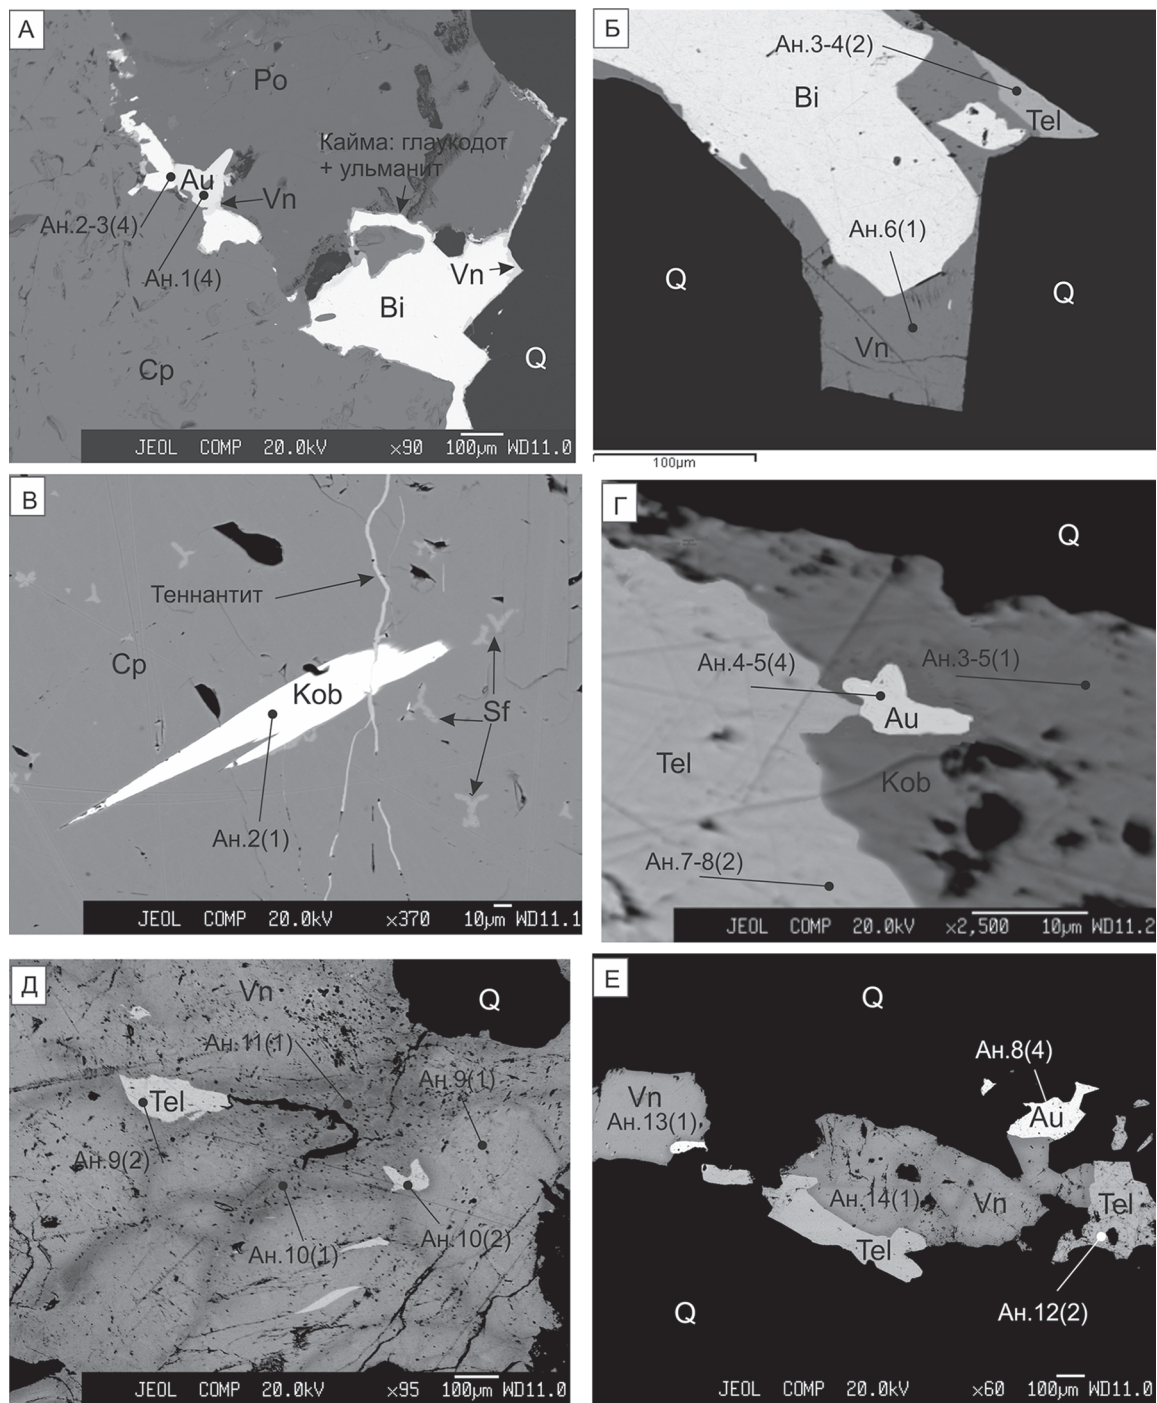 А
Po
Кайма: глаукодот
+ ульманит
Au
Vn
Ан.2-3(4)
Ан.1(4)
Vn
Bi
Cp
Q
JEOL COMP 20.0kV ×90 100µm WD11.0
Б
Ан.3-4(2)
Bi
Tel
Ан.6(1)
Q
Q
Vn
100µm
В
Теннантит
Cp
Kob
Sf
Ан.2(1)
JEOL COMP 20.0kV ×370 10µm WD11.1
Г
Q
Ан.4-5(4)
Ан.3-5(1)
Au
Tel
Kob
Ан.7-8(2)
JEOL COMP 20.0kV ×2,500 10µm WD11.2
Д
Vn
Q
Ан.11(1)
Ан.9(1)
Tel
Ан.9(2)
Ан.10(1)
Ан.10(2)
JEOL COMP 20.0kV ×95 100µm WD11.0
Е
Q
Ан.8(4)
Vn
Au
Ан.13(1)
Ан.14(1)
Vn
Tel
Tel
Q
Ан.12(2)
JEOL COMP 20.0kV ×60 100µm WD11.0